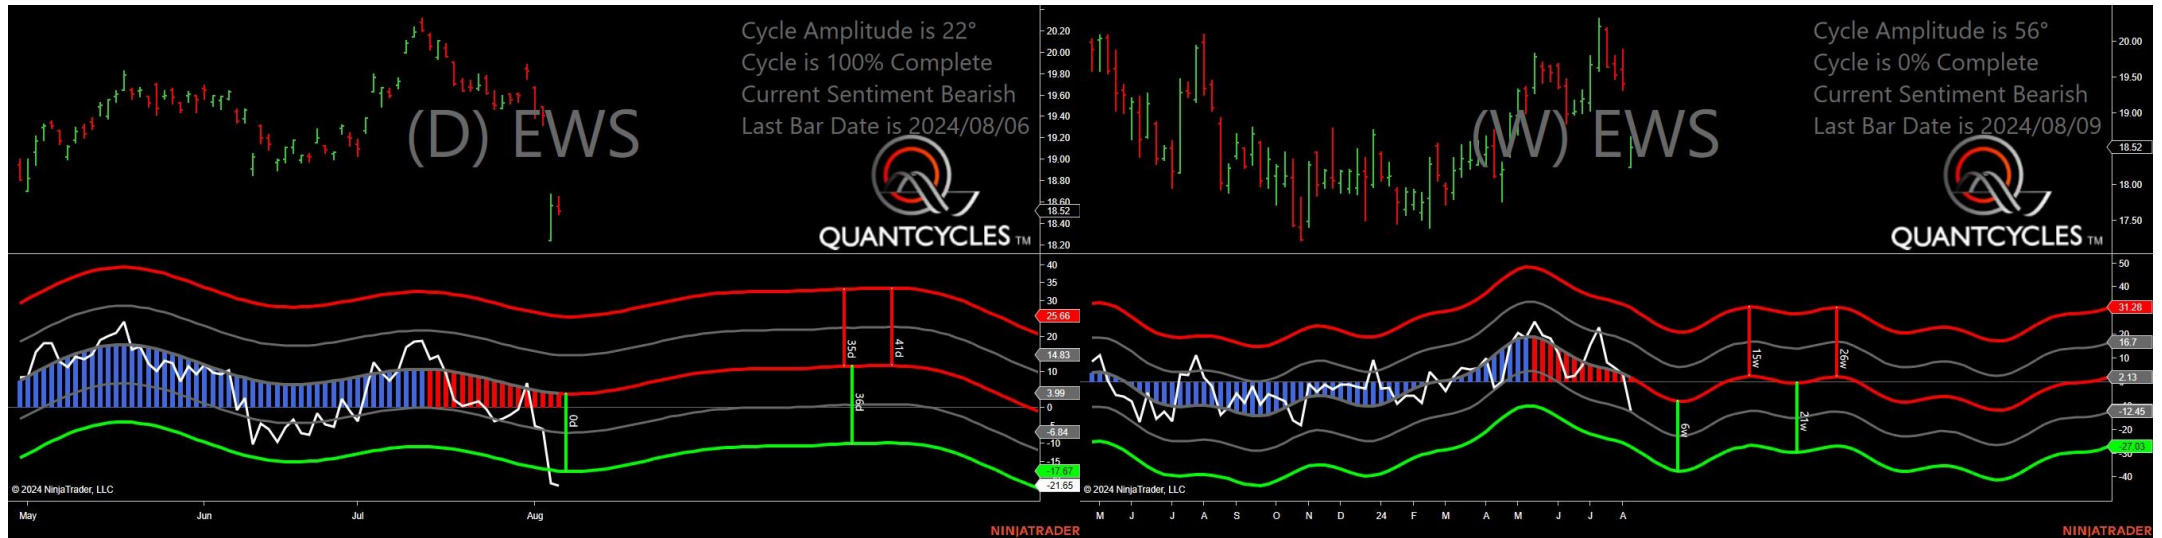 Cycle Amplitude is 22°
Cycle is 100% Complete
Current Sentiment Bearish
Last Bar Date is 2024/08/06
(D) EWS
QUANTCYCLES TM
20.20
20.00
19.80
19.60
19.40
19.20
19.00
18.80
18.60
18.52
18.40
18.20
40
35
30
25.66
20
14.83
10
3.99
0
-6.84
-10
-15
-17.67
-21.65
0d
35d
36d
41d
© 2024 NinjaTrader, LLC
May
Jun
Jul
Aug
NINJATRADER
Cycle Amplitude is 56°
Cycle is 0% Complete
Current Sentiment Bearish
Last Bar Date is 2024/08/09
(W) EWS
QUANTCYCLES TM
20.00
19.50
19.00
18.52
18.00
17.50
50
40
31.28
20
16.7
10
2.13
-12.45
-20
-27.03
-40
6w
15w
21w
26w
© 2024 NinjaTrader, LLC
M
J
J
A
S
O
N
D
24
F
M
A
M
J
J
A
NINJATRADER